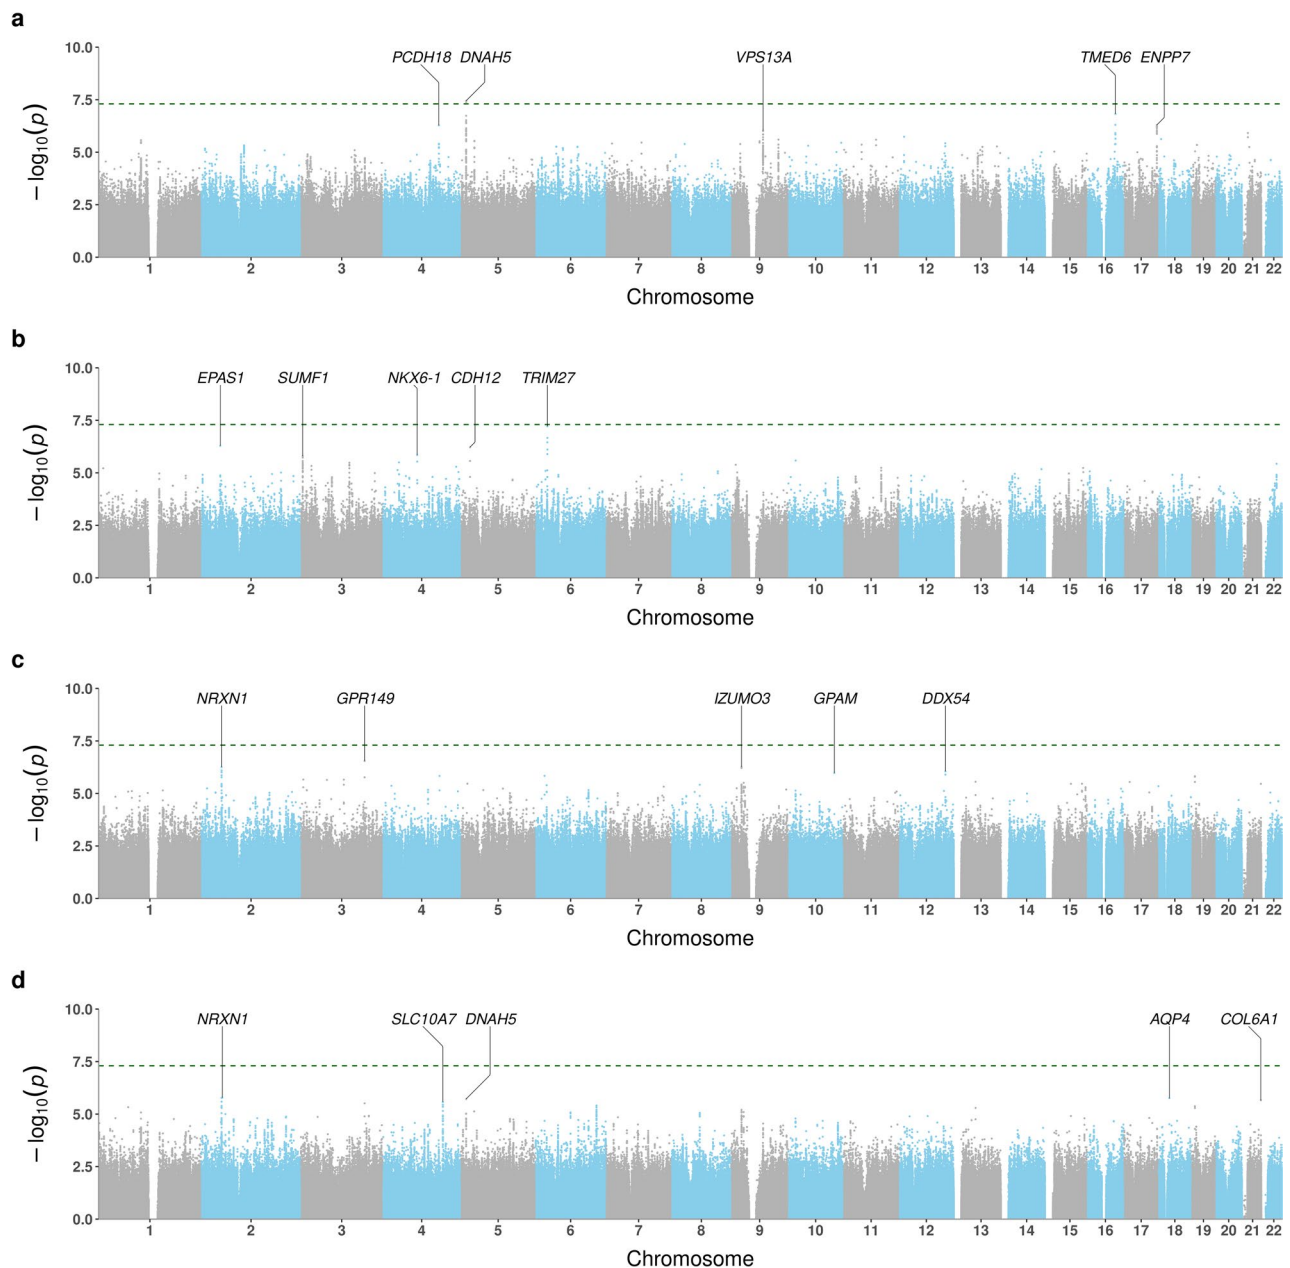 a
PCDH18 DNAH5 VPS13A TMED6 ENPP7
10.0
7.5
5.0
2.5
0.0
− log10(p)
1 2 3 4 5 6 7 8 9 10 11 12 13 14 15 16 17 18 19 20 21 22
Chromosome
b
EPAS1 SUMF1 NKX6-1 CDH12 TRIM27
10.0
7.5
5.0
2.5
0.0
− log10(p)
1 2 3 4 5 6 7 8 9 10 11 12 13 14 15 16 17 18 19 20 21 22
Chromosome
c
NRXN1 GPR149 IZUMO3 GPAM DDX54
10.0
7.5
5.0
2.5
0.0
− log10(p)
1 2 3 4 5 6 7 8 9 10 11 12 13 14 15 16 17 18 19 20 21 22
Chromosome
d
NRXN1 SLC10A7 DNAH5 AQP4 COL6A1
10.0
7.5
5.0
2.5
0.0
− log10(p)
1 2 3 4 5 6 7 8 9 10 11 12 13 14 15 16 17 18 19 20 21 22
Chromosome